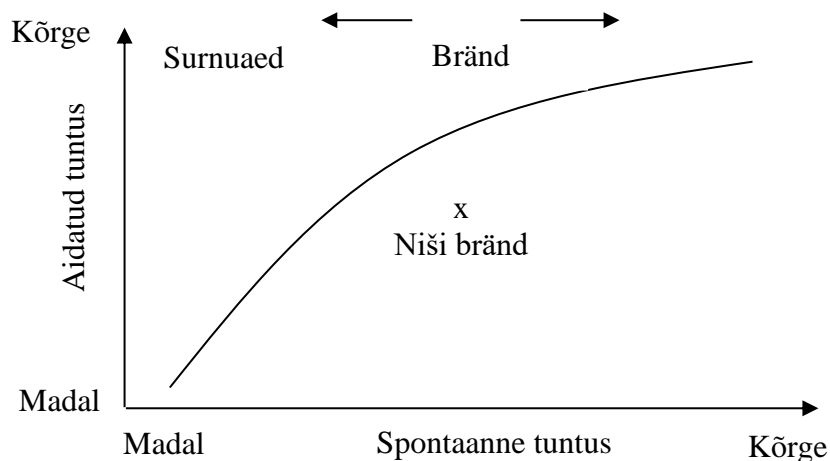 Kõrge
Surnuaed
Bränd
Aidatud tuntus
x
Niši bränd
Madal
Madal
Spontaanne tuntus
Kõrge